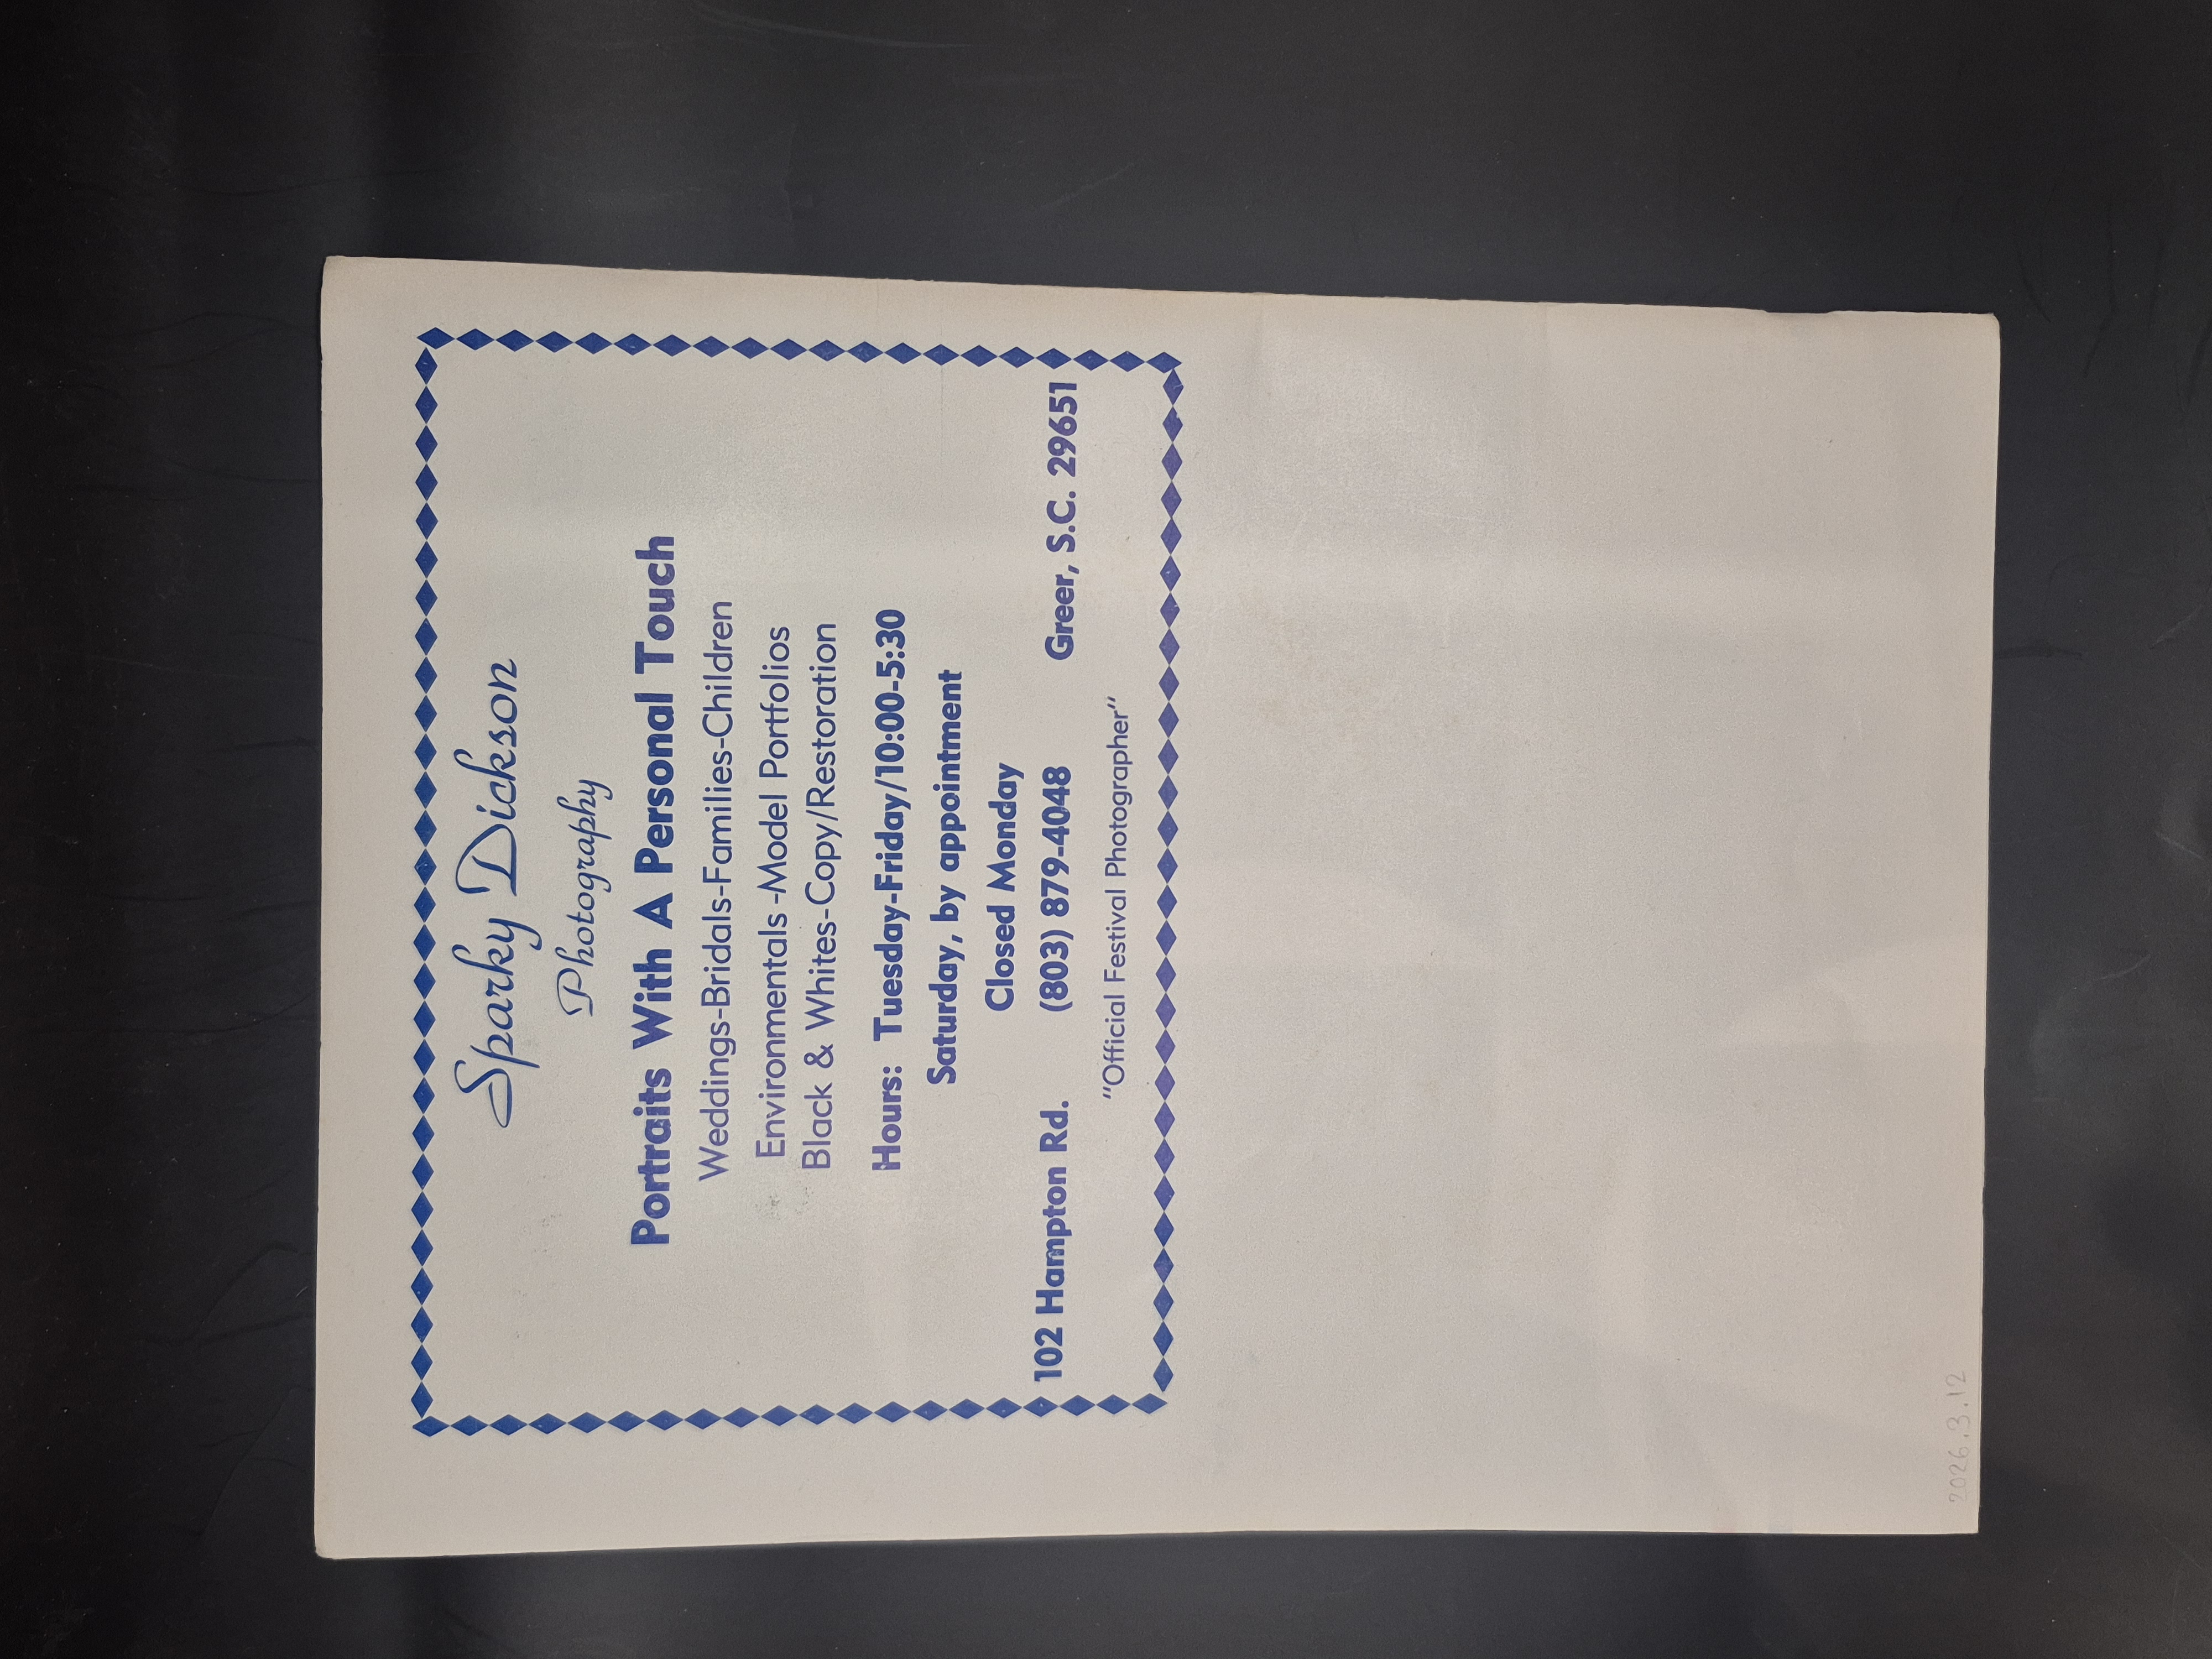 Sparky Dickson
Photography
Portraits With A Personal Touch
Weddings-Bridals-Families-Children
Environmentals-Model Portfolios
Black & Whites-Copy/Restoration
Hours: Tuesday-Friday/10:00-5:30
Saturday, by appointment
Closed Monday
102 Hampton Rd. (803) 879-4048 Greer, S.C. 29651
"Official Festival Photographer"
2026.3.12